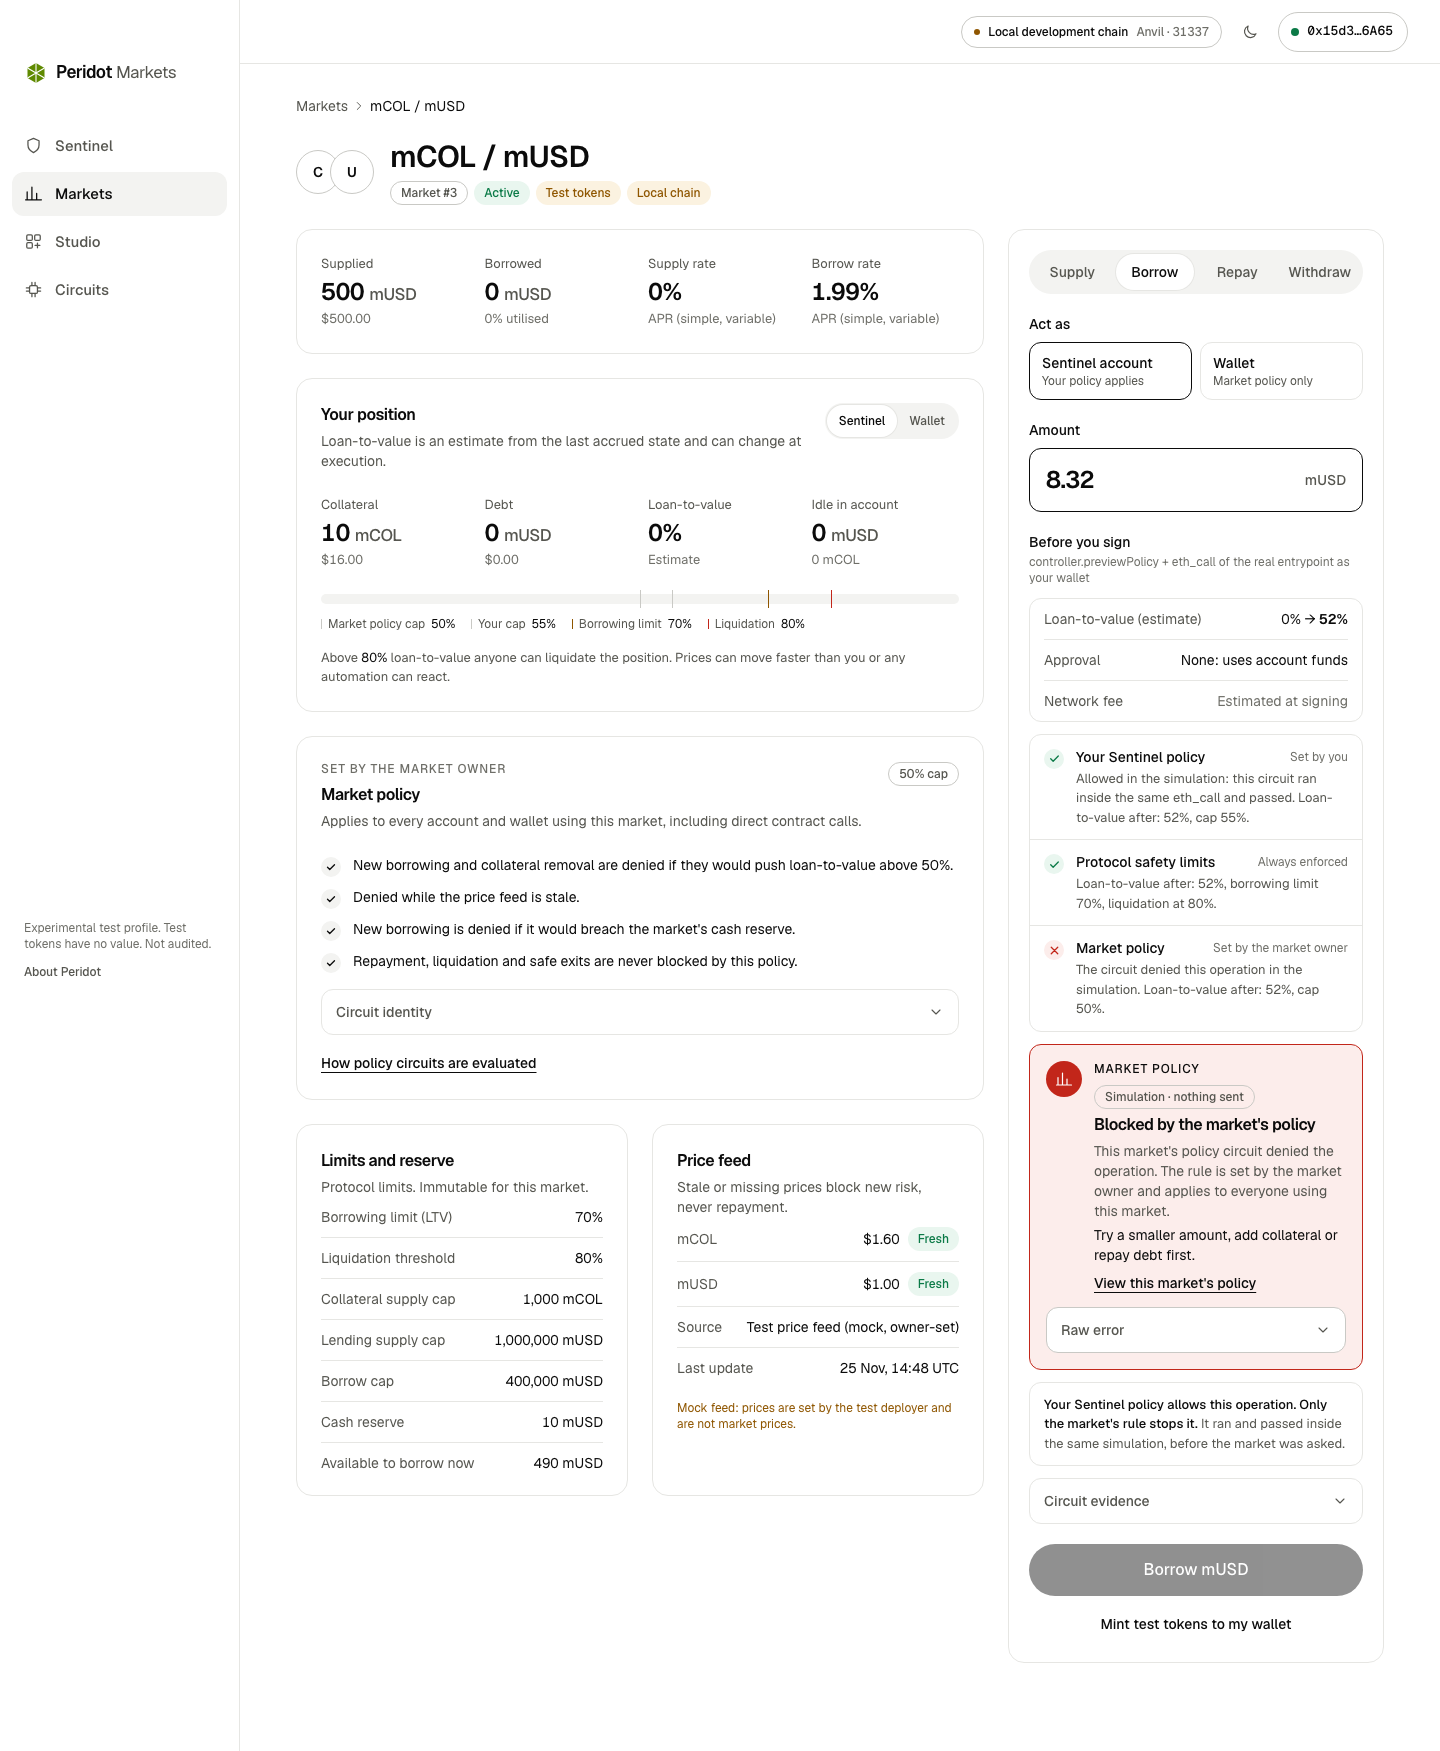 Local development chain Anvil · 31337
0x15d3…6A65
Peridot Markets
Sentinel
Markets
Studio
Circuits
Experimental test profile. Test
tokens have no value. Not audited.
About Peridot
Markets > mCOL / mUSD
C U
mCOL / mUSD
Market #3 Active Test tokens Local chain
Supplied
500 mUSD
$500.00
Borrowed
0 mUSD
0% utilised
Supply rate
0%
APR (simple, variable)
Borrow rate
1.99%
APR (simple, variable)
Your position
Sentinel Wallet
Loan-to-value is an estimate from the last accrued state and can change at
execution.
Collateral
10 mCOL
$16.00
Debt
0 mUSD
$0.00
Loan-to-value
0%
Estimate
Idle in account
0 mUSD
0 mCOL
Market policy cap 50% Your cap 55% Borrowing limit 70% Liquidation 80%
Above 80% loan-to-value anyone can liquidate the position. Prices can move faster than you or any
automation can react.
SET BY THE MARKET OWNER
50% cap
Market policy
Applies to every account and wallet using this market, including direct contract calls.
New borrowing and collateral removal are denied if they would push loan-to-value above 50%.
Denied while the price feed is stale.
New borrowing is denied if it would breach the market's cash reserve.
Repayment, liquidation and safe exits are never blocked by this policy.
Circuit identity
How policy circuits are evaluated
Limits and reserve
Protocol limits. Immutable for this market.
Borrowing limit (LTV) 70%
Liquidation threshold 80%
Collateral supply cap 1,000 mCOL
Lending supply cap 1,000,000 mUSD
Borrow cap 400,000 mUSD
Cash reserve 10 mUSD
Available to borrow now 490 mUSD
Price feed
Stale or missing prices block new risk,
never repayment.
mCOL $1.60 Fresh
mUSD $1.00 Fresh
Source Test price feed (mock, owner-set)
Last update 25 Nov, 14:48 UTC
Mock feed: prices are set by the test deployer and
are not market prices.
Supply Borrow Repay Withdraw
Act as
Sentinel account
Your policy applies
Wallet
Market policy only
Amount
8.32 mUSD
Before you sign
controller.previewPolicy + eth_call of the real entrypoint as
your wallet
Loan-to-value (estimate) 0% → 52%
Approval None: uses account funds
Network fee Estimated at signing
Your Sentinel policy Set by you
Allowed in the simulation: this circuit ran
inside the same eth_call and passed. Loan-
to-value after: 52%, cap 55%.
Protocol safety limits Always enforced
Loan-to-value after: 52%, borrowing limit
70%, liquidation at 80%.
Market policy Set by the market owner
The circuit denied this operation in the
simulation. Loan-to-value after: 52%, cap
50%.
MARKET POLICY
Simulation · nothing sent
Blocked by the market's policy
This market's policy circuit denied the
operation. The rule is set by the market
owner and applies to everyone using
this market.
Try a smaller amount, add collateral or
repay debt first.
View this market's policy
Raw error
Your Sentinel policy allows this operation. Only
the market's rule stops it. It ran and passed inside
the same simulation, before the market was asked.
Circuit evidence
Borrow mUSD
Mint test tokens to my wallet